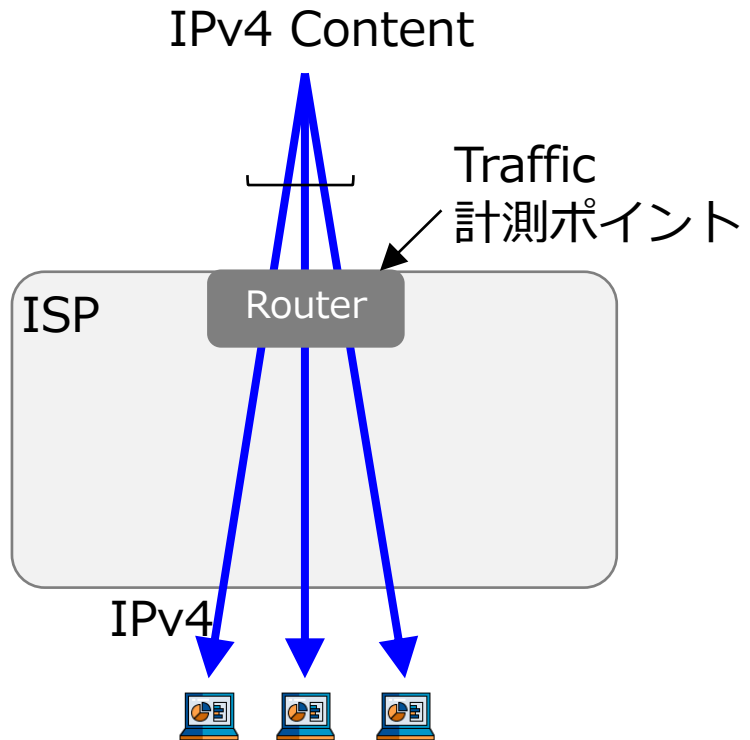 IPv4 Content
Traffic
計測ポイント
ISP
Router
IPv4